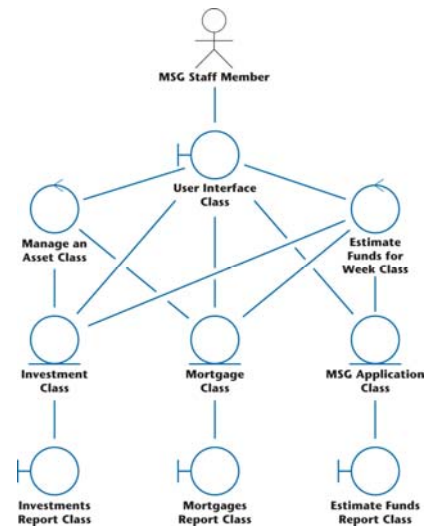 MSG Staff Member
User Interface
Class
Manage an
Asset Class
Estimate
Funds for
Week Class
Investment
Class
Mortgage
Class
MSG Application
Class
Investments
Report Class
Mortgages
Report Class
Estimate Funds
Report Class